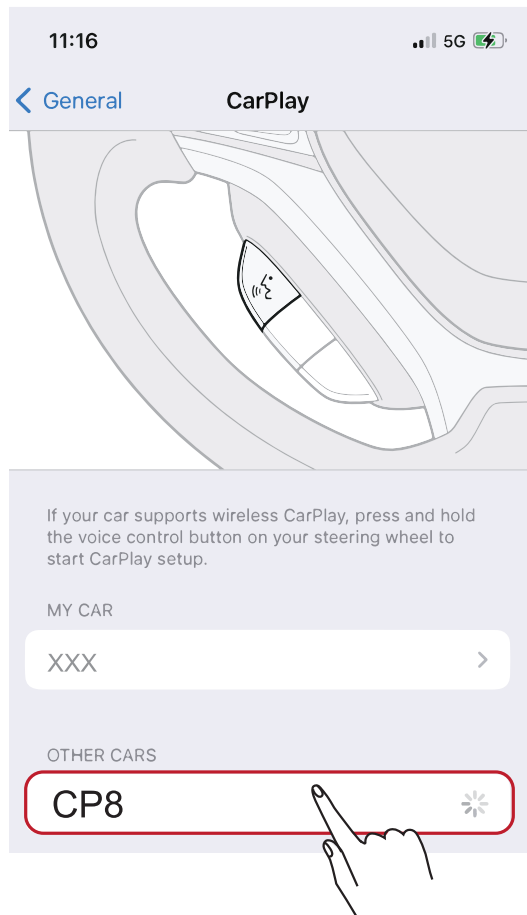 11:16
5G
General
CarPlay
If your car supports wireless CarPlay, press and hold
the voice control button on your steering wheel to
start CarPlay setup.
MY CAR
XXX
OTHER CARS
CP8